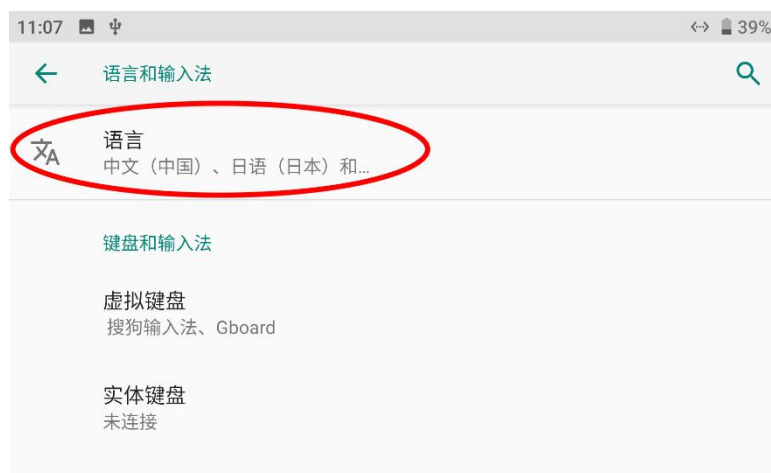 11:07 39%
语言和输入法
语言
中文（中国）、日语（日本）和...
键盘和输入法
虚拟键盘
搜狗输入法、Gboard
实体键盘
未连接